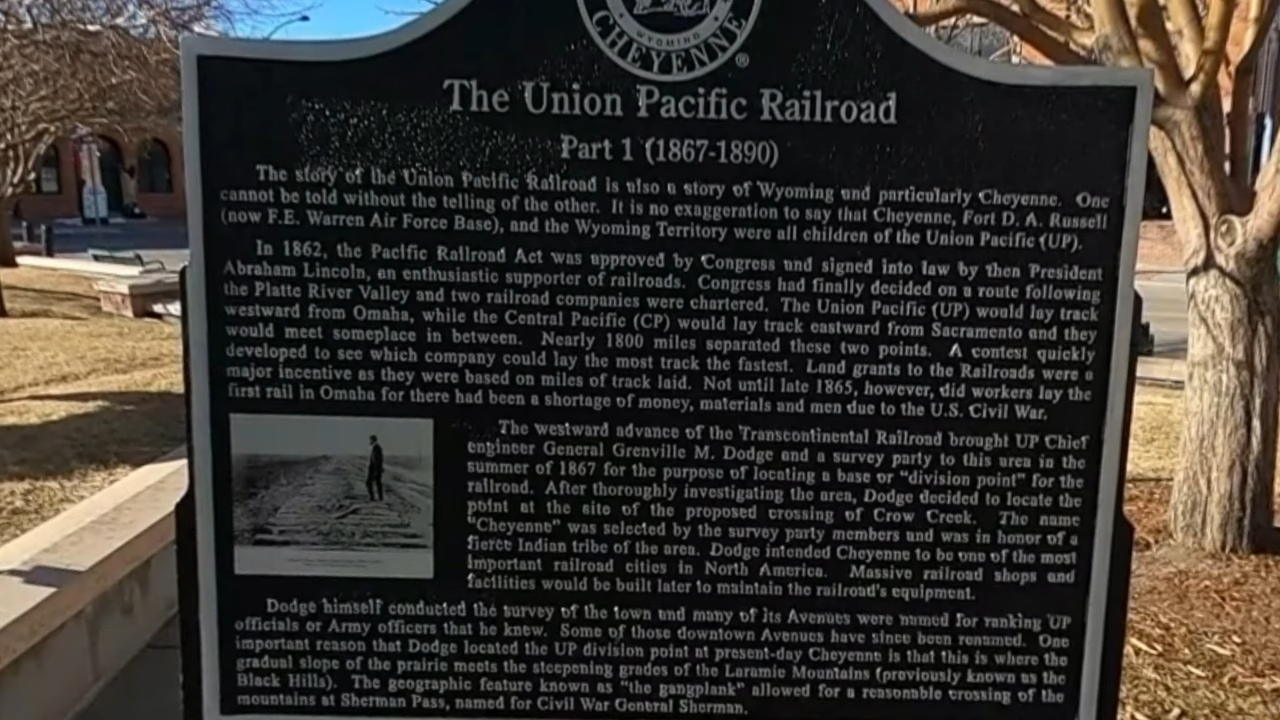 WYOMING
CHEYENNE
®
The Union Pacific Railroad
Part 1 (1867-1890)
The story of the Union Pacific Railroad is also a story of Wyoming and particularly Cheyenne. One
cannot be told without the telling of the other. It is no exaggeration to say that Cheyenne, Fort D. A. Russell
(now F.E. Warren Air Force Base), and the Wyoming Territory were all children of the Union Pacific (UP).
In 1862, the Pacific Railroad Act was approved by Congress and signed into law by then President
Abraham Lincoln, an enthusiastic supporter of railroads. Congress had finally decided on a route following
the Platte River Valley and two railroad companies were chartered. The Union Pacific (UP) would lay track
westward from Omaha, while the Central Pacific (CP) would lay track eastward from Sacramento and they
would meet someplace in between. Nearly 1800 miles separated these two points. A contest quickly
developed to see which company could lay the most track the fastest. Land grants to the Railroads were a
major incentive as they were based on miles of track laid. Not until late 1865, however, did workers lay the
first rail in Omaha for there had been a shortage of money, materials and men due to the U.S. Civil War.
The westward advance of the Transcontinental Railroad brought UP Chief
engineer General Grenville M. Dodge and a survey party to this area in the
summer of 1867 for the purpose of locating a base or "division point" for the
railroad. After thoroughly investigating the area, Dodge decided to locate the
point at the site of the proposed crossing of Crow Creek. The name
"Cheyenne" was selected by the survey party members and was in honor of a
fierce Indian tribe of the area. Dodge intended Cheyenne to be one of the most
important railroad cities in North America. Massive railroad shops and
facilities would be built later to maintain the railroad's equipment.
Dodge himself conducted the survey of the town and many of its Avenues were named for ranking UP
officials or Army officers that he knew. Some of those downtown Avenues have since been renamed. One
important reason that Dodge located the UP division point at present-day Cheyenne is that this is where the
gradual slope of the prairie meets the steepening grades of the Laramie Mountains (previously known as the
Black Hills). The geographic feature known as "the gangplank" allowed for a reasonable crossing of the
mountains at Sherman Pass, named for Civil War General Sherman.